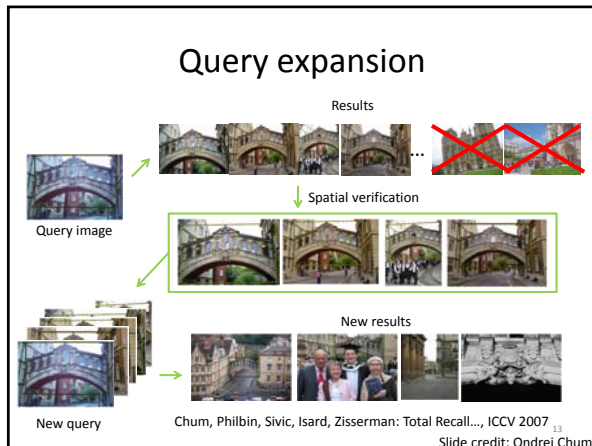 Query expansion
Results
...
Query image
Spatial verification
New results
New query
Chum, Philbin, Sivic, Isard, Zisserman: Total Recall..., ICCV 2007
13
Slide credit: Ondrej Chum